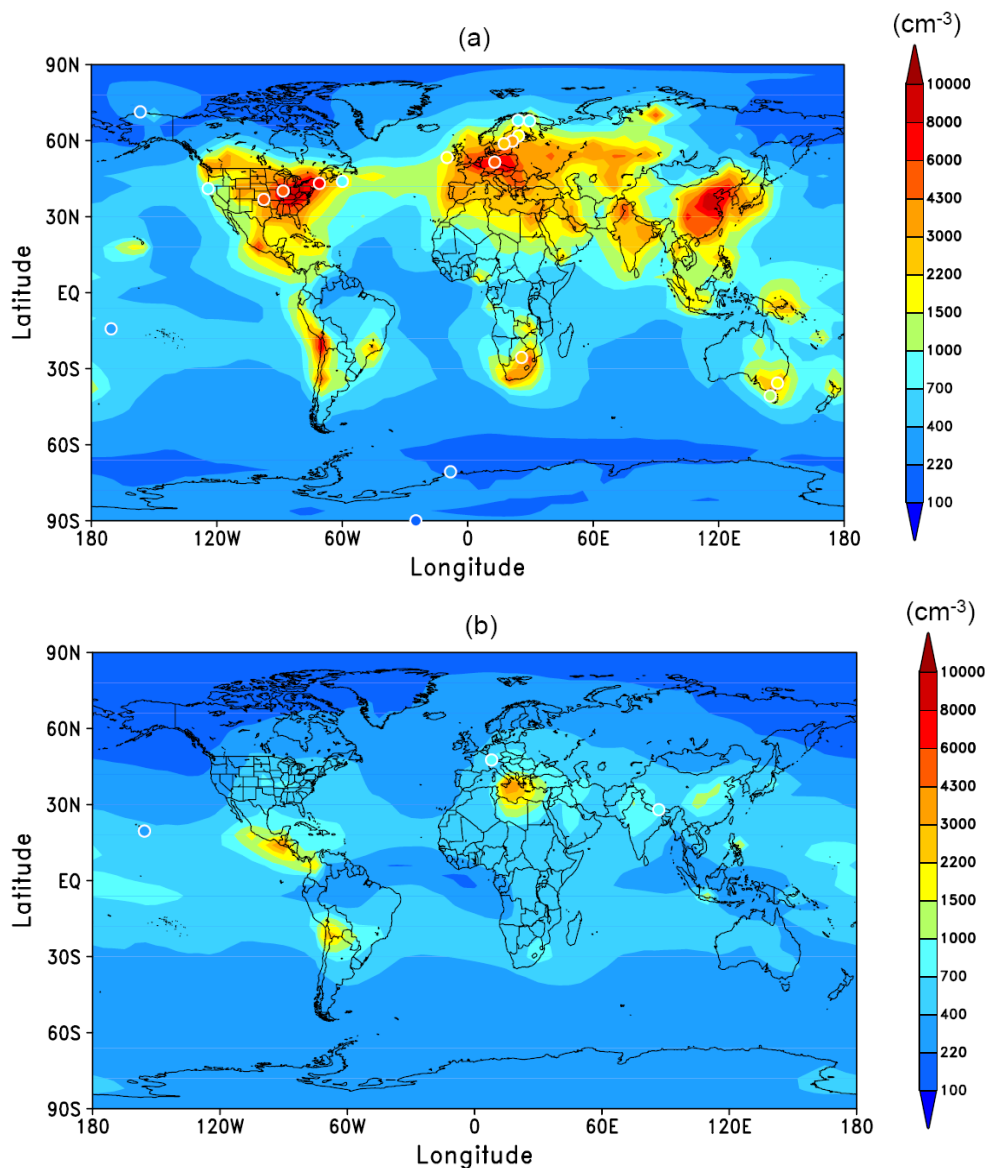 (cm-3)
(a)
90N
60N
30N
EQ
30S
60S
90S
180
120W
60W
0
60E
120E
180
Latitude
Longitude
10000
8000
6000
4300
3000
2200
1500
1000
700
400
220
100
(cm-3)
(b)
90N
60N
30N
EQ
30S
60S
90S
180
120W
60W
0
60E
120E
180
Latitude
Longitude
10000
8000
6000
4300
3000
2200
1500
1000
700
400
220
100